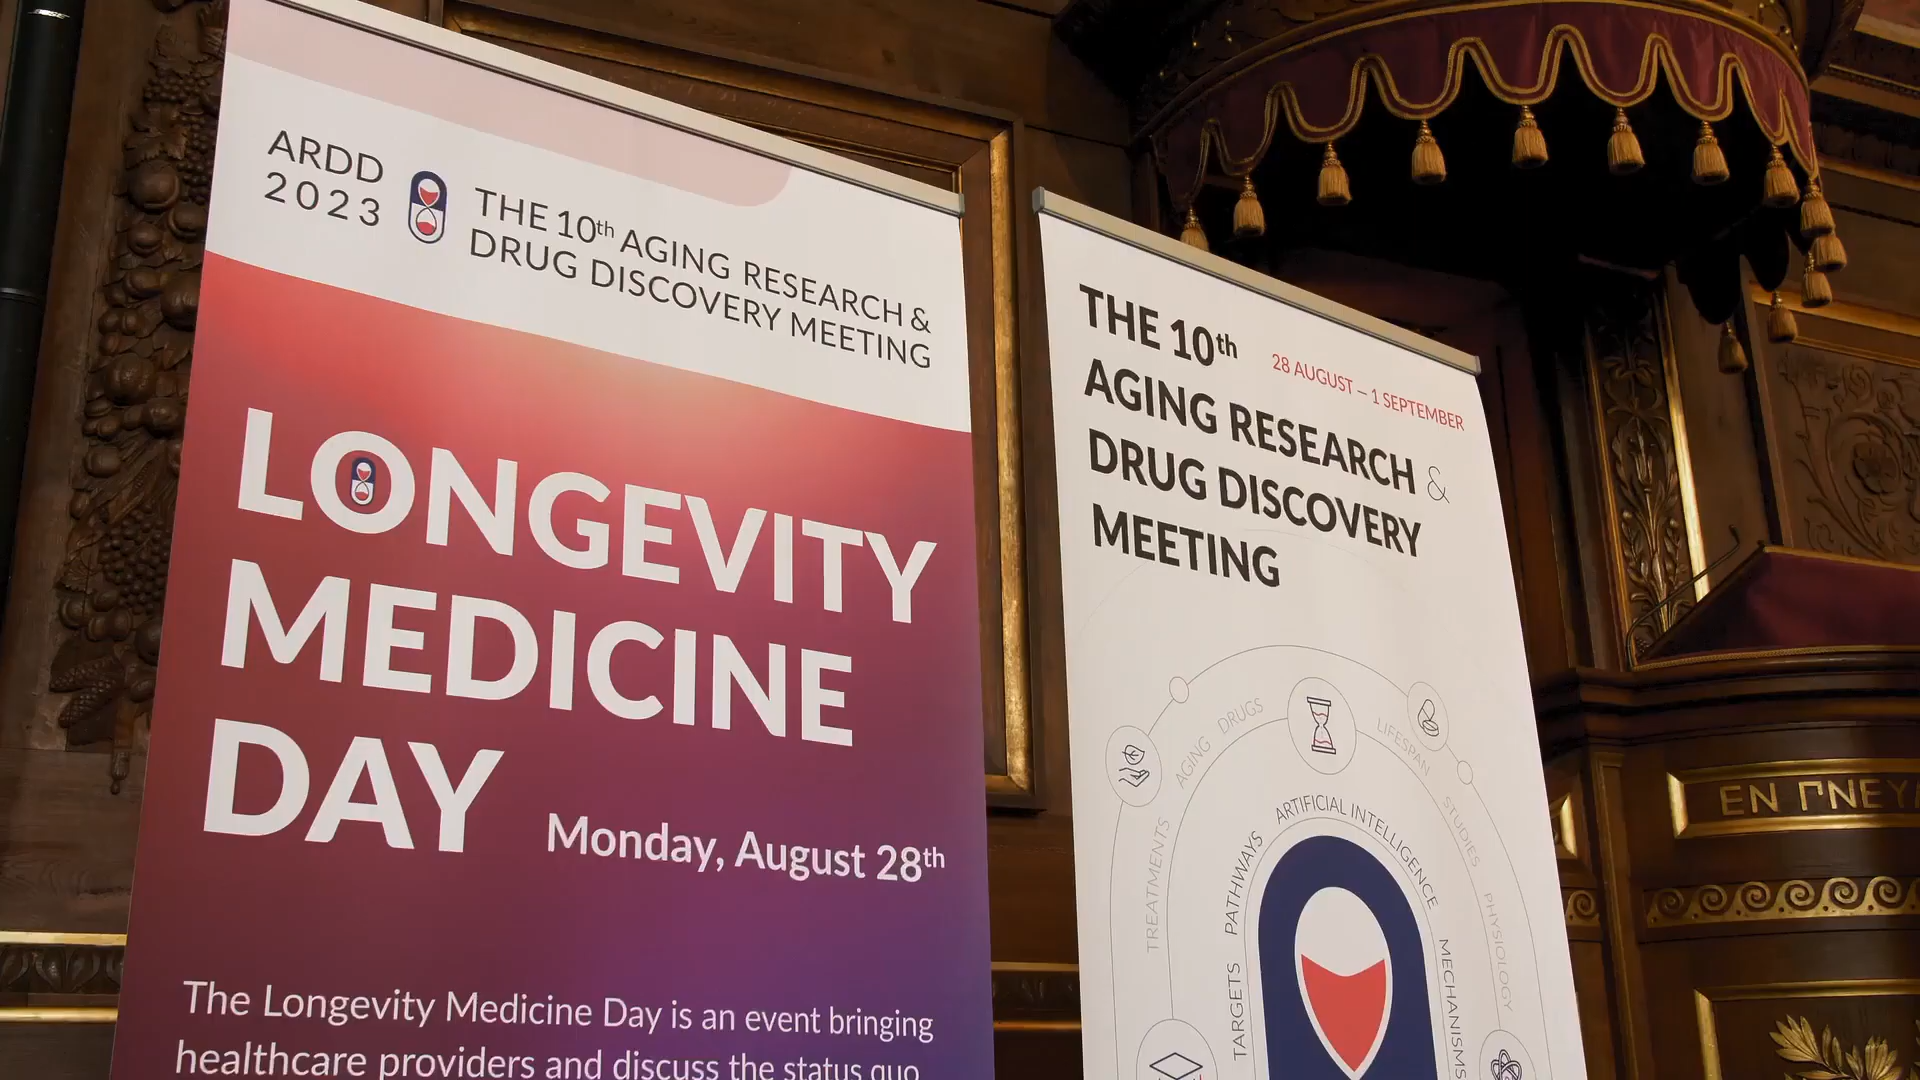 ARDD
2023
THE 10th AGING RESEARCH &
DRUG DISCOVERY MEETING
LONGEVITY
MEDICINE
DAY
Monday, August 28th
The Longevity Medicine Day is an event bringing
healthcare providers and discuss the status quo
THE 10th
28 AUGUST – 1 SEPTEMBER
AGING RESEARCH &
DRUG DISCOVERY
MEETING
TREATMENTS
AGING DRUGS
LIFESPAN
STUDIES
PHYSIOLOGY
TARGETS
PATHWAYS
ARTIFICIAL INTELLIGENCE
MECHANISMS
ΕΝ ΠΝΕΥ